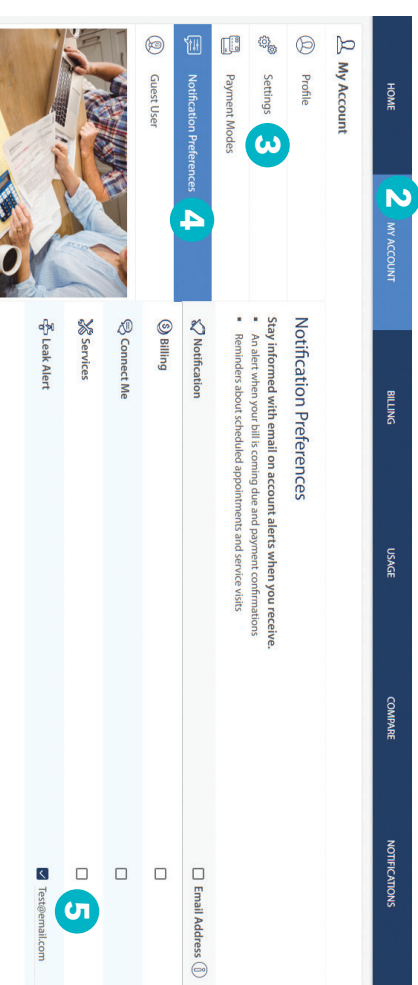 HOME
2
MY ACCOUNT
BILLING
USAGE
COMPARE
NOTIFICATIONS
My Account
Profile
Settings
3
Payment Modes
Notification Preferences
4
Guest User
Notification Preferences
Stay informed with email on account alerts when you receive.
▪ An alert when your bill is coming due and payment confirmations
▪ Reminders about scheduled appointments and service visits
Notification
Email Address
Billing
Connect Me
Services
5
Leak Alert
Test@email.com